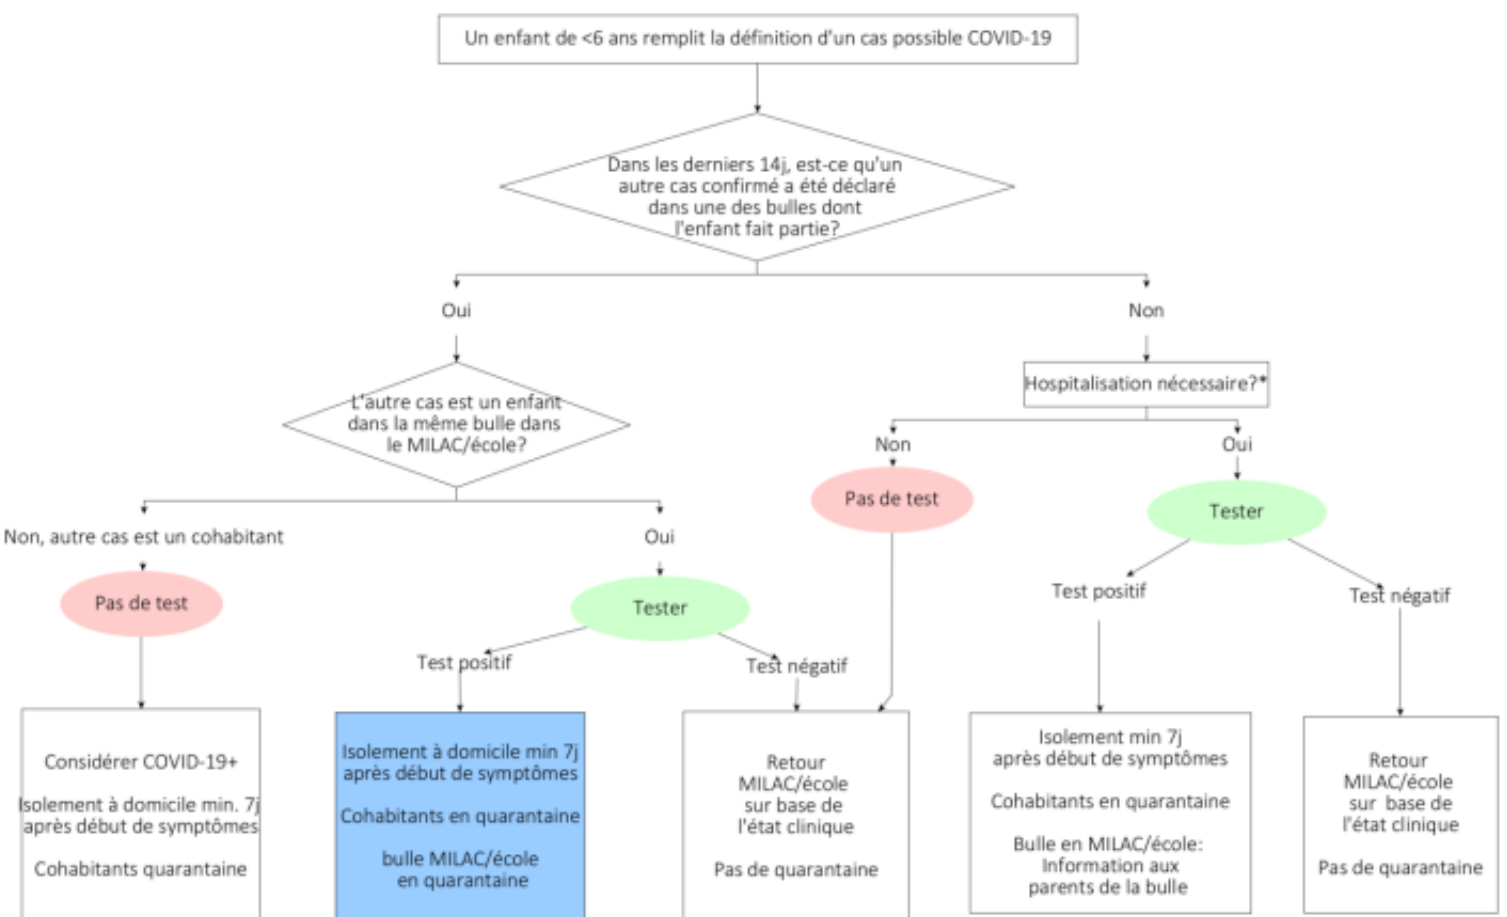 Un enfant de <6 ans remplit la définition d'un cas possible COVID-19
Dans les derniers 14j, est-ce qu'un
autre cas confirmé a été déclaré
dans une des bulles dont
l'enfant fait partie?
Oui
Non
L'autre cas est un enfant
dans la même bulle dans
le MILAC/école?
Hospitalisation nécessaire?*
Non
Oui
Pas de test
Tester
Non, autre cas est un cohabitant
Oui
Pas de test
Tester
Test positif
Test négatif
Test positif
Test négatif
Considérer COVID-19+
Isolement à domicile min. 7j
après début de symptômes
Cohabitants quarantaine
Isolement à domicile min 7j
après début de symptômes
Cohabitants en quarantaine
bulle MILAC/école
en quarantaine
Retour
MILAC/école
sur base de
l'état clinique
Pas de quarantaine
Isolement min 7j
après début de symptômes
Cohabitants en quarantaine
Bulle en MILAC/école:
Information aux
parents de la bulle
Retour
MILAC/école
sur base de
l'état clinique
Pas de quarantaine